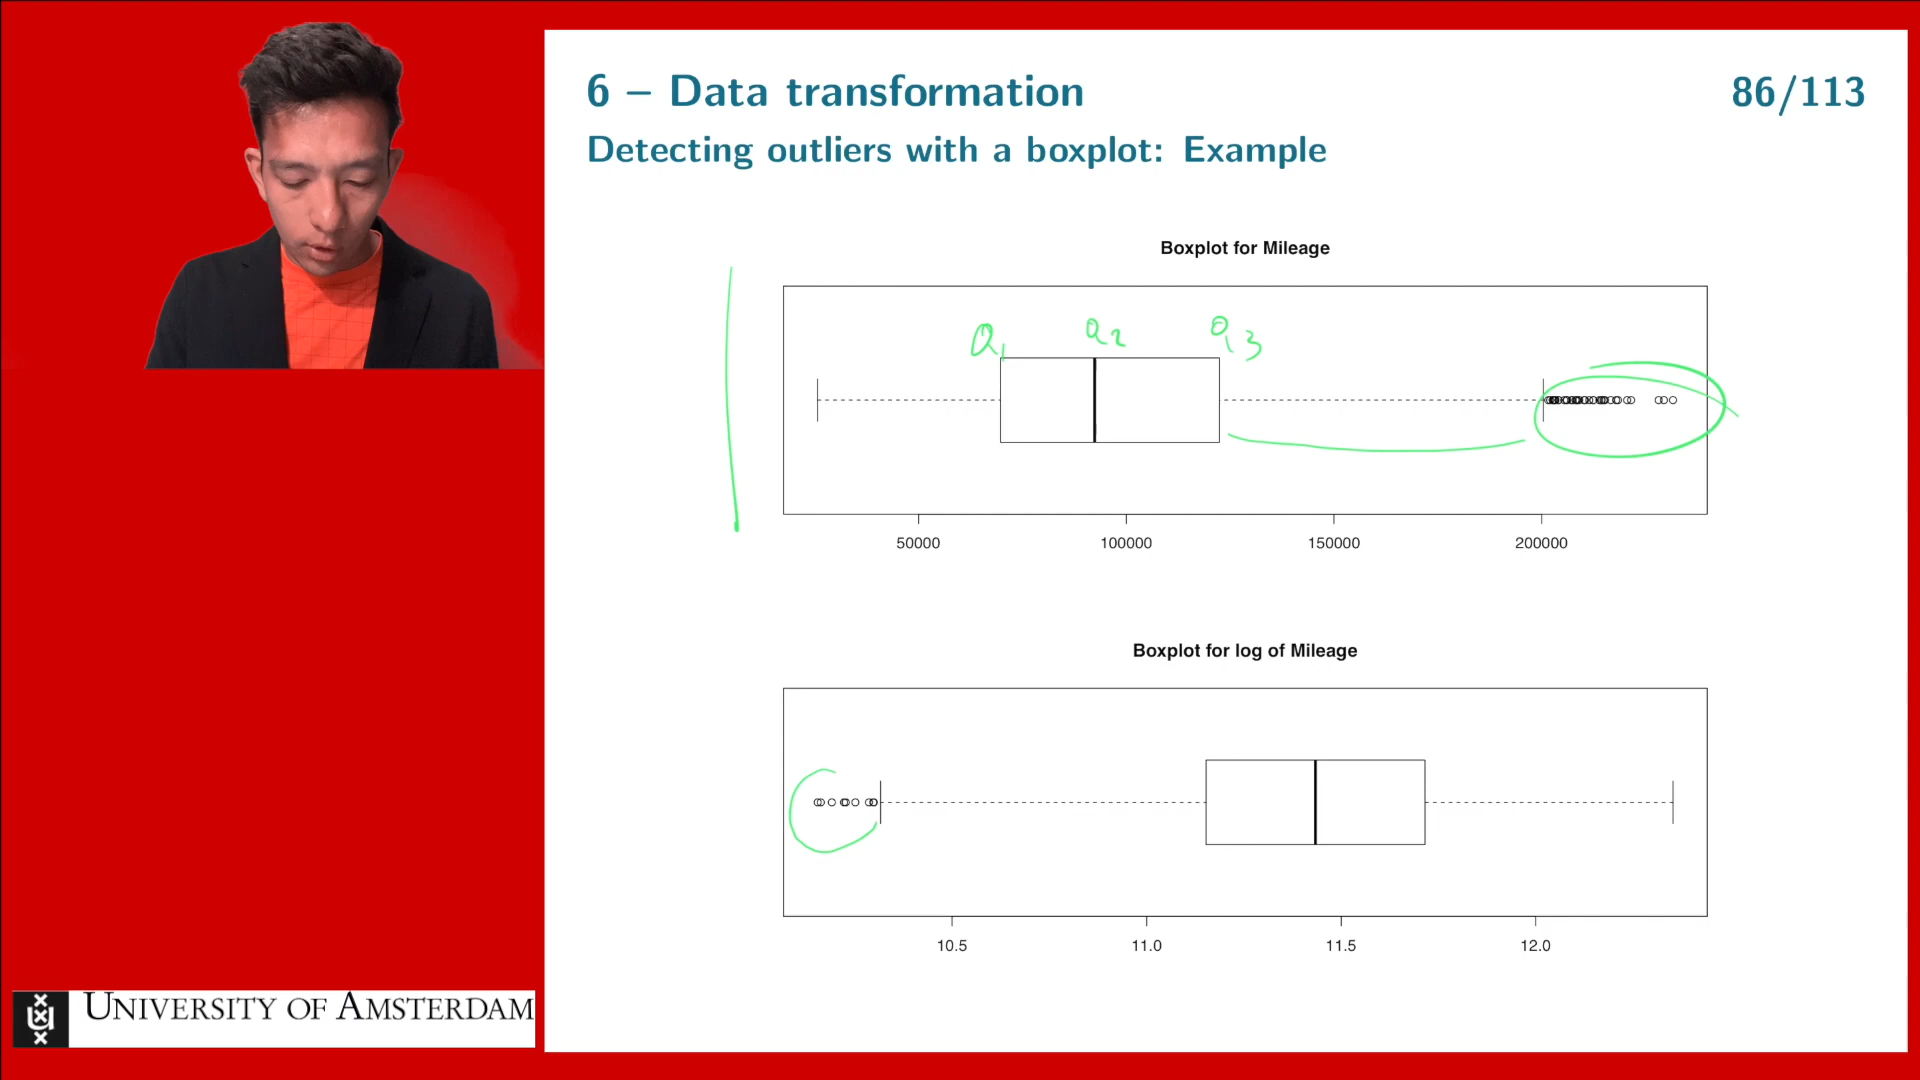 6 – Data transformation
86/113
Detecting outliers with a boxplot: Example
Boxplot for Mileage
Q1 Q2 Q3
50000 100000 150000 200000
Boxplot for log of Mileage
10.5 11.0 11.5 12.0
UNIVERSITY OF AMSTERDAM